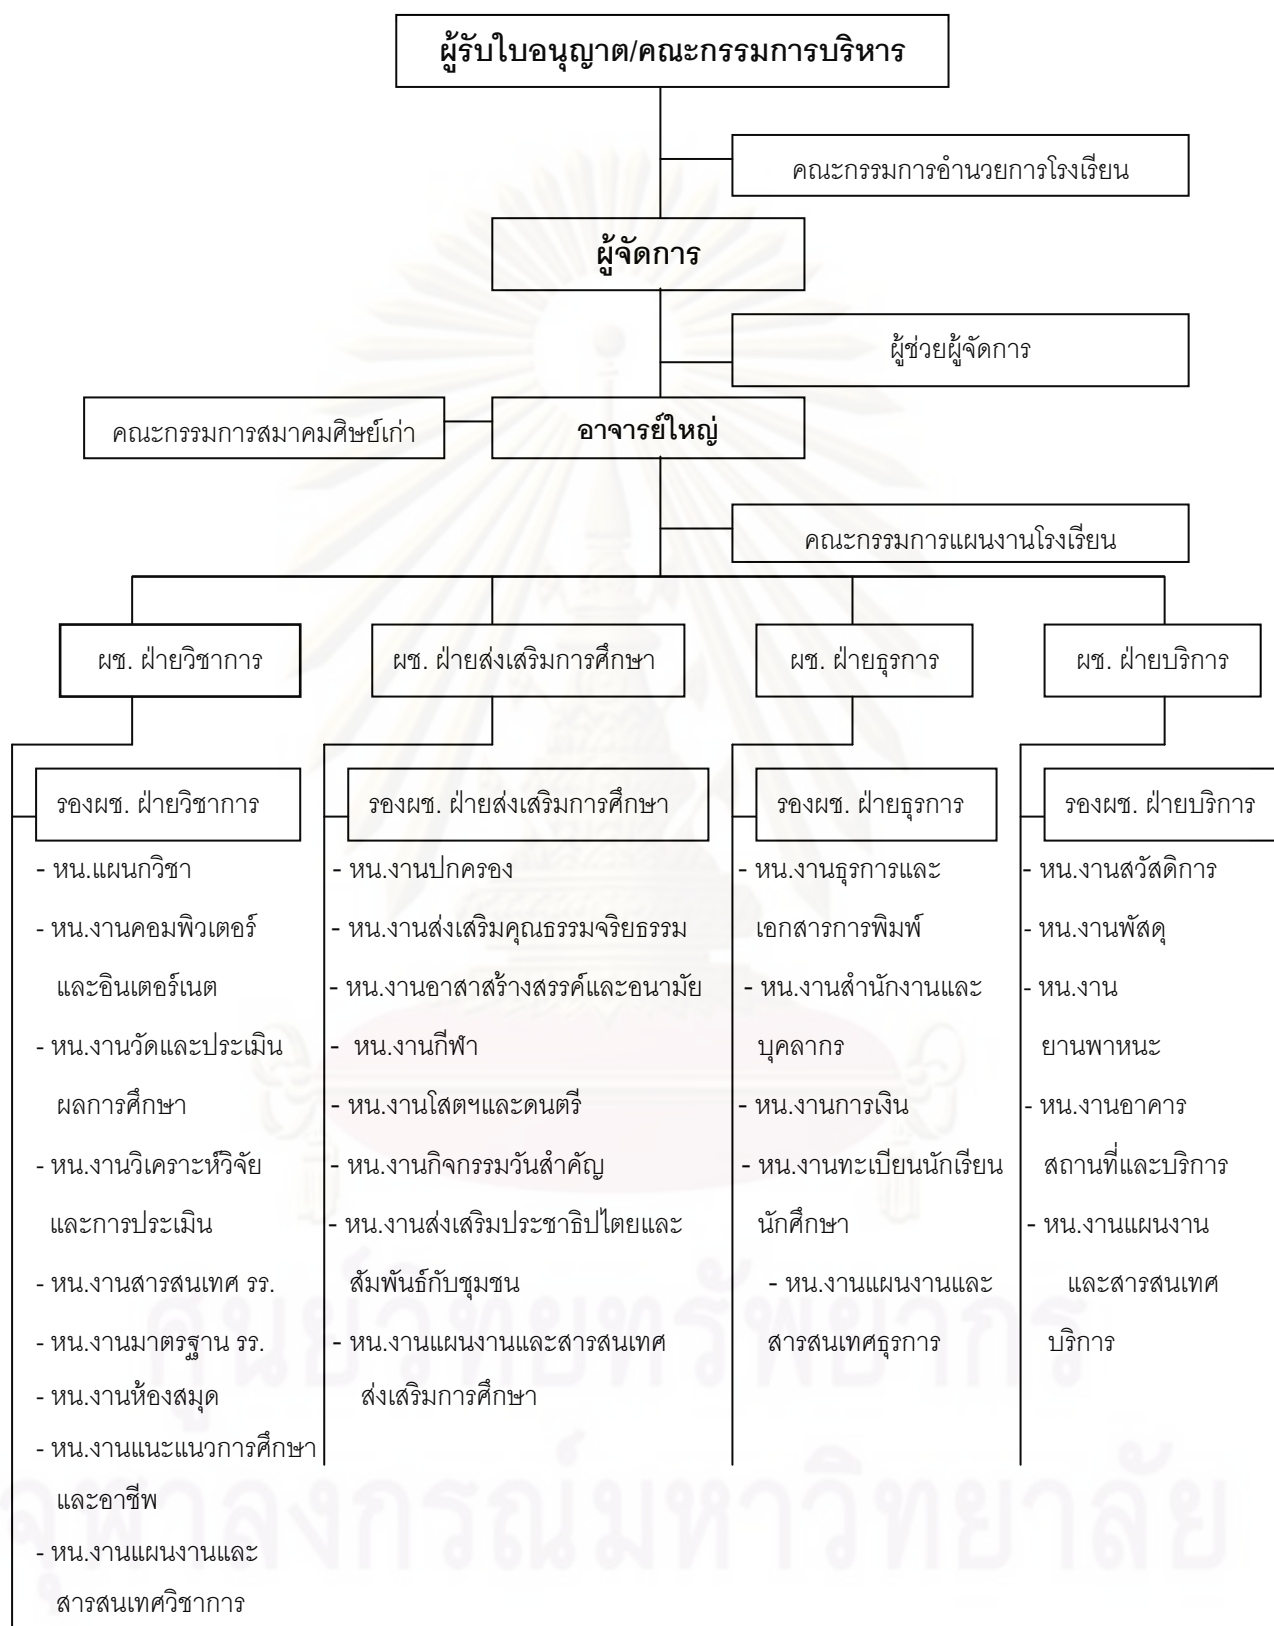 ผู้รับใบอนุญาต/คณะกรรมการบริหาร
คณะกรรมการอำนวยการโรงเรียน
ผู้จัดการ
ผู้ช่วยผู้จัดการ
คณะกรรมการสมาคมศิษย์เก่า
อาจารย์ใหญ่
คณะกรรมการแผนงานโรงเรียน
ผช. ฝ่ายวิชาการ
ผช. ฝ่ายส่งเสริมการศึกษา
ผช. ฝ่ายธุรการ
ผช. ฝ่ายบริการ
รองผช. ฝ่ายวิชาการ
- หน.แผนกวิชา
- หน.งานคอมพิวเตอร์
และอินเตอร์เนต
- หน.งานวัดและประเมิน
ผลการศึกษา
- หน.งานวิเคราะห์วิจัย
และการประเมิน
- หน.งานสารสนเทศ รร.
- หน.งานมาตรฐาน รร.
- หน.งานห้องสมุด
- หน.งานแนะแนวการศึกษา
และอาชีพ
- หน.งานแผนงานและ
สารสนเทศวิชาการ
รองผช. ฝ่ายส่งเสริมการศึกษา
- หน.งานปกครอง
- หน.งานส่งเสริมคุณธรรมจริยธรรม
- หน.งานอาสาสร้างสรรค์และอนามัย
- หน.งานกีฬา
- หน.งานโสตฯและดนตรี
- หน.งานกิจกรรมวันสำคัญ
- หน.งานส่งเสริมประชาธิปไตยและ
สัมพันธ์กับชุมชน
- หน.งานแผนงานและสารสนเทศ
ส่งเสริมการศึกษา
รองผช. ฝ่ายธุรการ
- หน.งานธุรการและ
เอกสารการพิมพ์
- หน.งานสำนักงานและ
บุคลากร
- หน.งานการเงิน
- หน.งานทะเบียนนักเรียน
นักศึกษา
- หน.งานแผนงานและ
สารสนเทศธุรการ
รองผช. ฝ่ายบริการ
- หน.งานสวัสดิการ
- หน.งานพัสดุ
- หน.งาน
ยานพาหนะ
- หน.งานอาคาร
สถานที่และบริการ
- หน.งานแผนงาน
และสารสนเทศ
บริการ
ศูนย์วิทยทรัพยากร
จุฬาลงกรณ์มหาวิทยาลัย